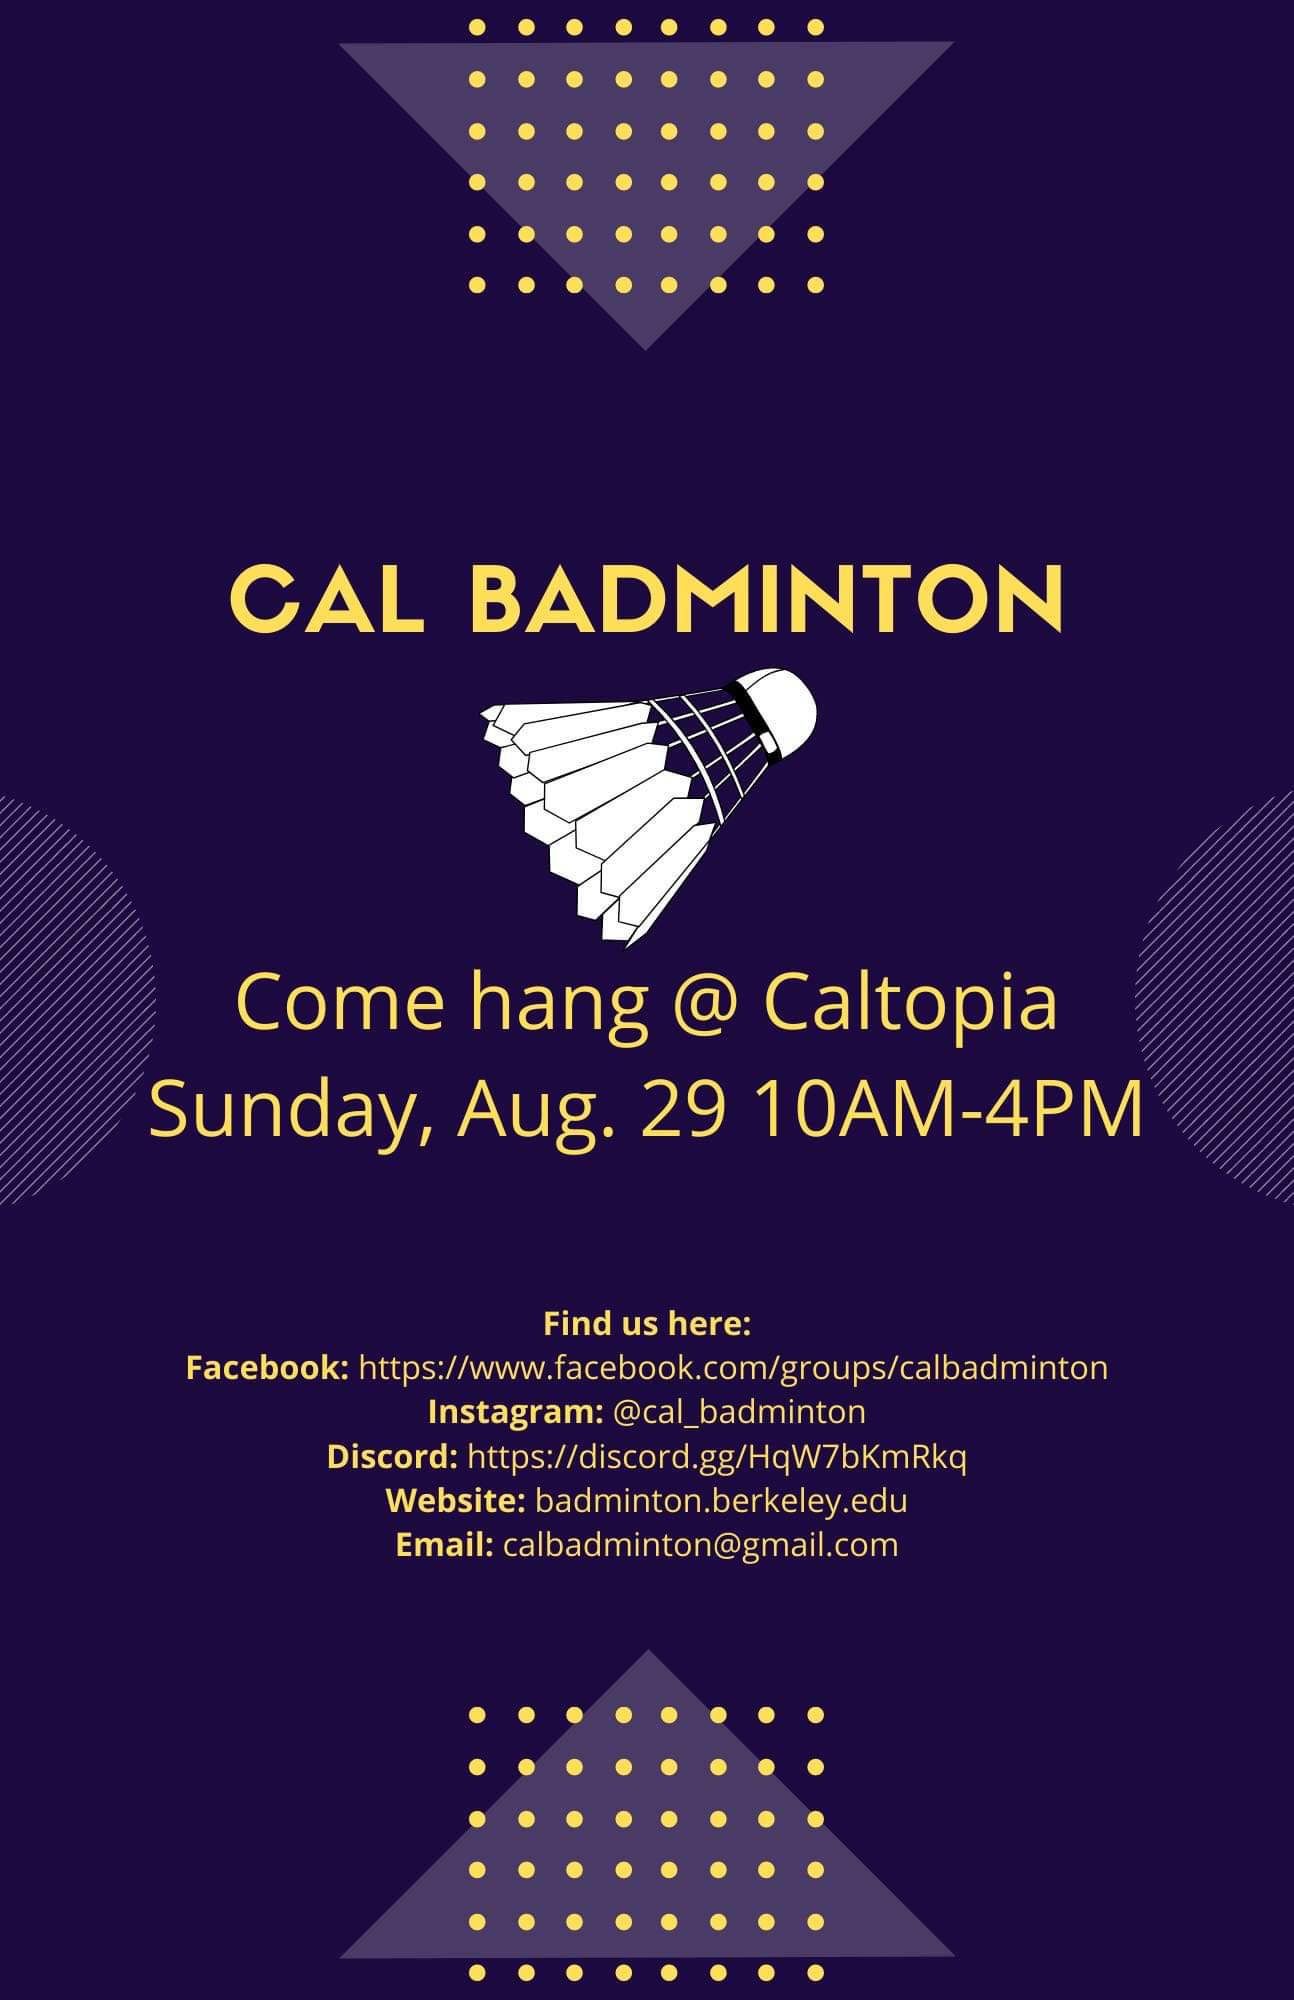 CAL BADMINTON
Come hang @ Caltopia
Sunday, Aug. 29 10AM-4PM
Find us here:
Facebook: https://www.facebook.com/groups/calbadminton
Instagram: @cal_badminton
Discord: https://discord.gg/HqW7bKmRkq
Website: badminton.berkeley.edu
Email: calbadminton@gmail.com